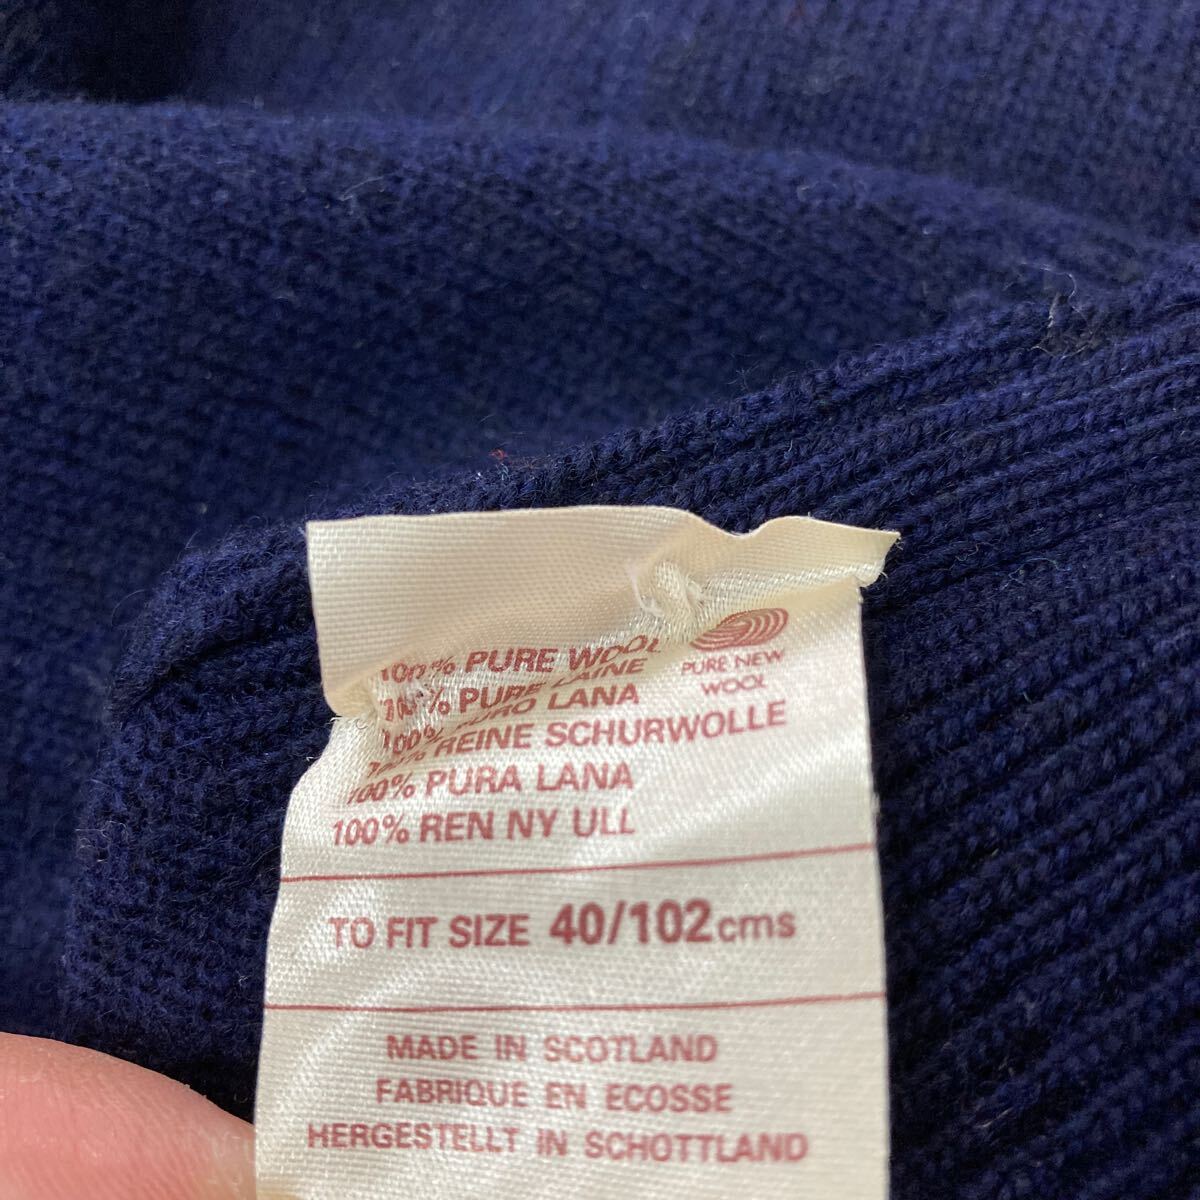 100% PURE WOOL
100% PURE LAINE
100% PURO LANA
100% REINE SCHURWOLLE
100% PURA LANA
100% REN NY ULL
PURE NEW
WOOL
TO FIT SIZE 40/102cms
MADE IN SCOTLAND
FABRIQUE EN ECOSSE
HERGESTELLT IN SCHOTTLAND